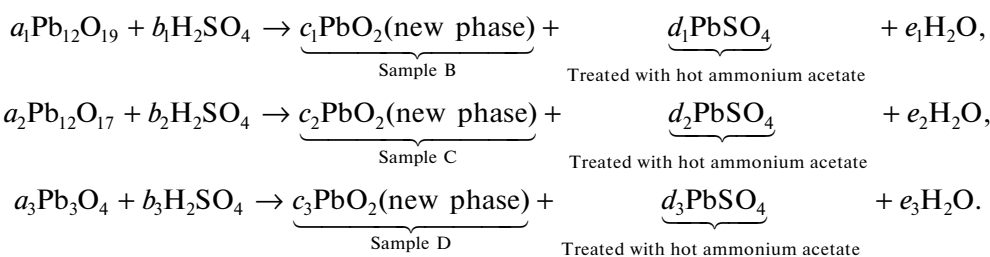 a₁Pb₁₂O₁₉ + b₁H₂SO₄ → c₁PbO₂(new phase) + d₁PbSO₄ + e₁H₂O,
Sample B Treated with hot ammonium acetate
a₂Pb₁₂O₁₇ + b₂H₂SO₄ → c₂PbO₂(new phase) + d₂PbSO₄ + e₂H₂O,
Sample C Treated with hot ammonium acetate
a₃Pb₃O₄ + b₃H₂SO₄ → c₃PbO₂(new phase) + d₃PbSO₄ + e₃H₂O.
Sample D Treated with hot ammonium acetate